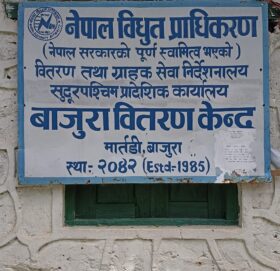 नेपाल विधुत प्राधिकरण
(नेपाल सरकारको पूर्ण स्वामित्व भएको)
वितरण तथा ग्राहक सेवा निर्देशनालय
सुदूरपश्चिम प्रादेशिक कार्यालय
बाजुरा वितरण केन्द्र
मार्तडी, बाजुरा
स्था: २०४२ (Estd-1985)